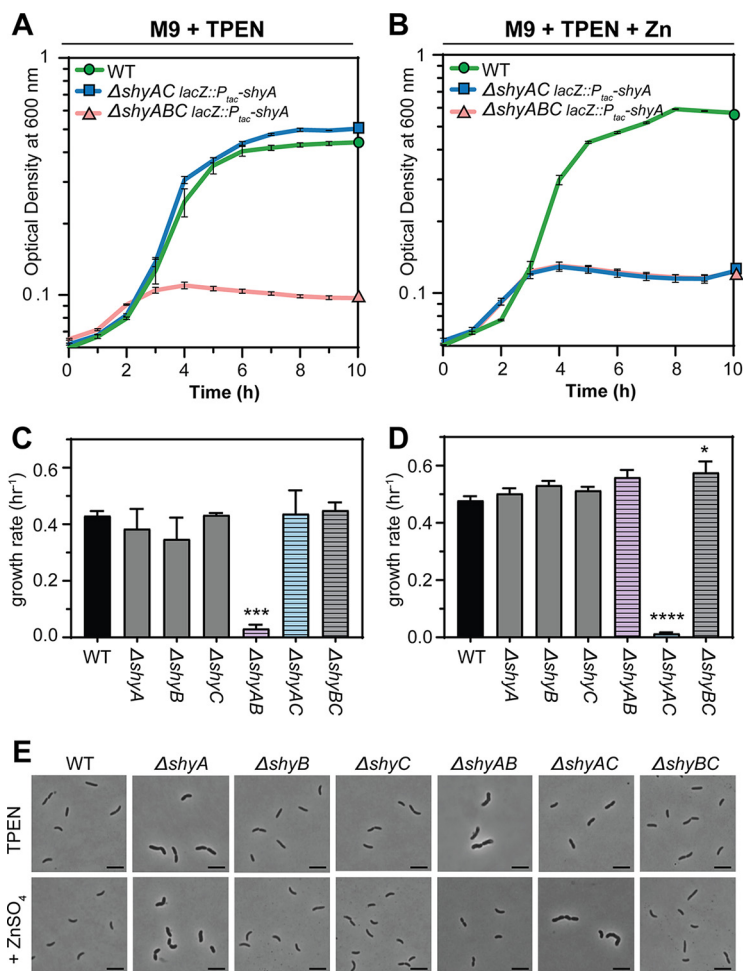 A
M9 + TPEN
Optical Density at 600 nm
1
0.1
WT
ΔshyAC lacZ::Ptac-shyA
ΔshyABC lacZ::Ptac-shyA
0 2 4 6 8 10
Time (h)
B
M9 + TPEN + Zn
Optical Density at 600 nm
1
0.1
WT
ΔshyAC lacZ::Ptac-shyA
ΔshyABC lacZ::Ptac-shyA
0 2 4 6 8 10
Time (h)
C
growth rate (hr⁻¹)
0.6
0.4
0.2
0.0
***
WT
ΔshyA
ΔshyB
ΔshyC
ΔshyAB
ΔshyAC
ΔshyBC
D
growth rate (hr⁻¹)
0.6
0.4
0.2
0.0
****
*
WT
ΔshyA
ΔshyB
ΔshyC
ΔshyAB
ΔshyAC
ΔshyBC
E
WT ΔshyA ΔshyB ΔshyC ΔshyAB ΔshyAC ΔshyBC
TPEN
+ ZnSO₄